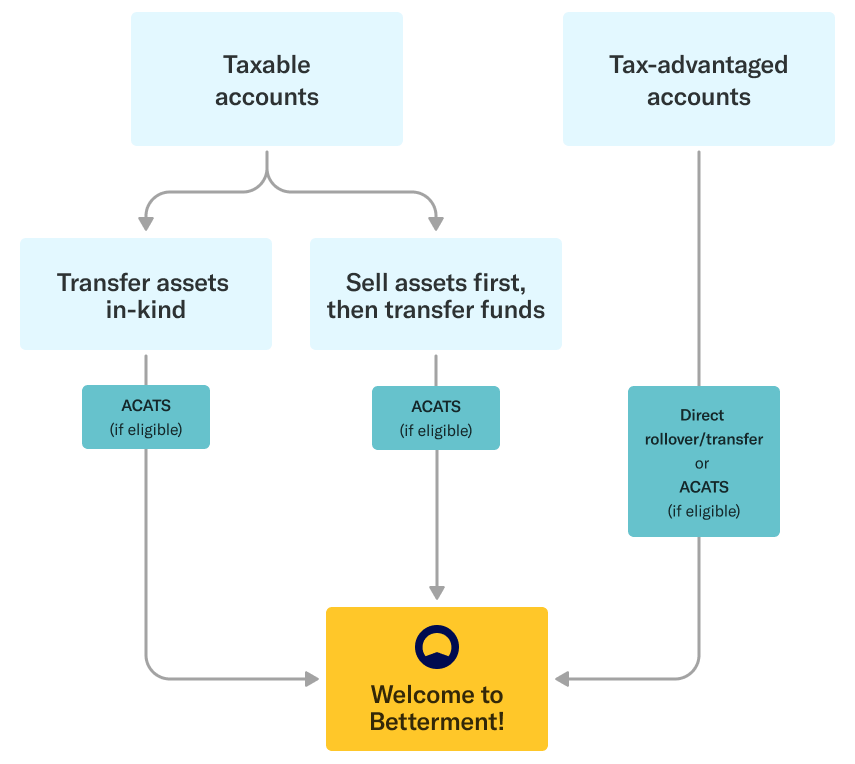 Taxable
accounts
Tax-advantaged
accounts
Transfer assets
in-kind
Sell assets first,
then transfer funds
ACATS
(if eligible)
ACATS
(if eligible)
Direct
rollover/transfer
or
ACATS
(if eligible)
Welcome to
Betterment!